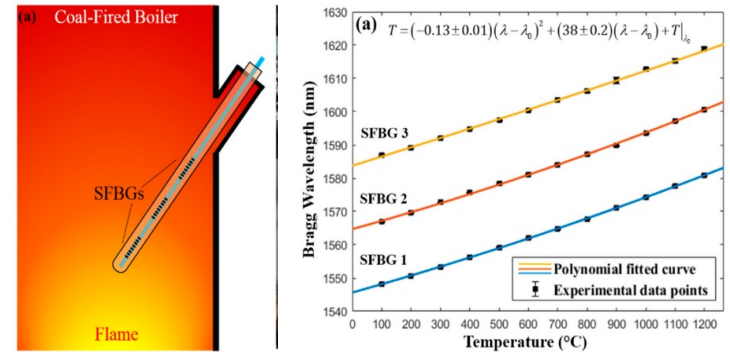 (a)
Coal-Fired Boiler
SFBGs
Flame
(a)
T=(−0.13±0.01)(λ−λ₀)²+(38±0.2)(λ−λ₀)+T|λ₀
Bragg Wavelength (nm)
1630
1620
1610
1600
1590
1580
1570
1560
1550
1540
SFBG 3
SFBG 2
SFBG 1
Polynomial fitted curve
Experimental data points
0 100 200 300 400 500 600 700 800 900 1000 1100 1200
Temperature (°C)